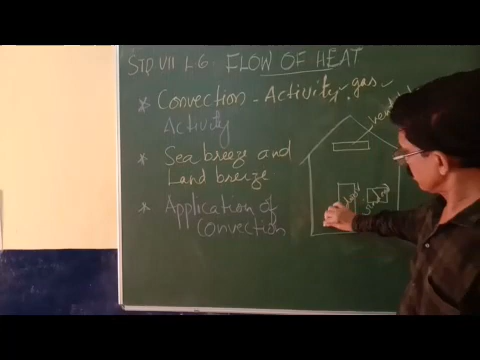 STD VII L-6 FLOW OF HEAT
* Convection - Activity, gas
Activity
* Sea breeze and
Land breeze
* Application of
Convection